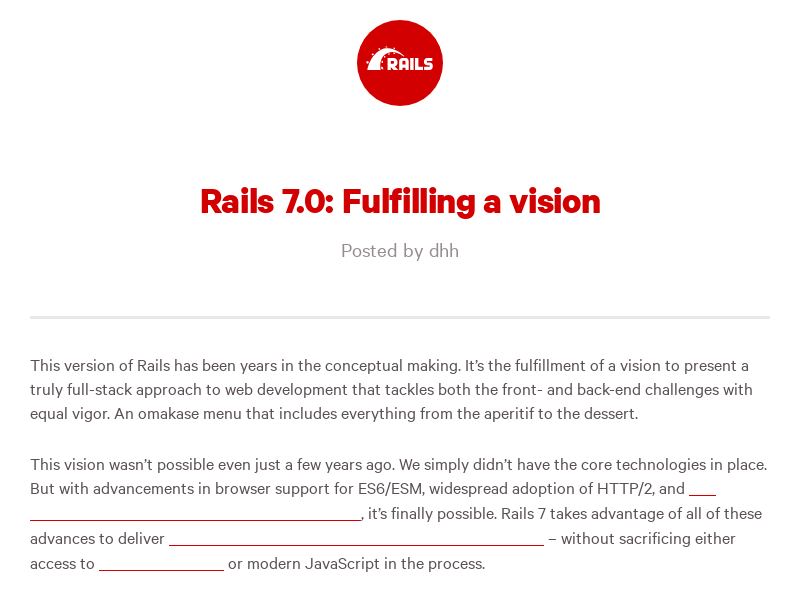 RAILS
Rails 7.0: Fulfilling a vision
Posted by dhh
This version of Rails has been years in the conceptual making. It’s the fulfillment of a vision to present a
truly full-stack approach to web development that tackles both the front- and back-end challenges with
equal vigor. An omakase menu that includes everything from the aperitif to the dessert.
This vision wasn’t possible even just a few years ago. We simply didn’t have the core technologies in place.
But with advancements in browser support for ES6/ESM, widespread adoption of HTTP/2, and
, it’s finally possible. Rails 7 takes advantage of all of these
advances to deliver – without sacrificing either
access to or modern JavaScript in the process.